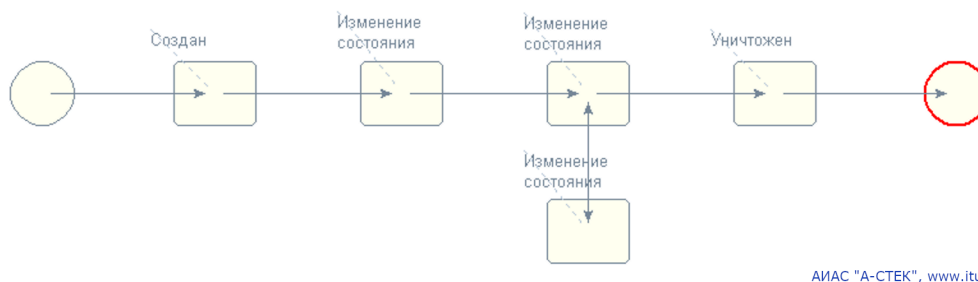 Создан
Изменение
состояния
Изменение
состояния
Уничтожен
Изменение
состояния
АИАС "А-СТЕК", www.itu